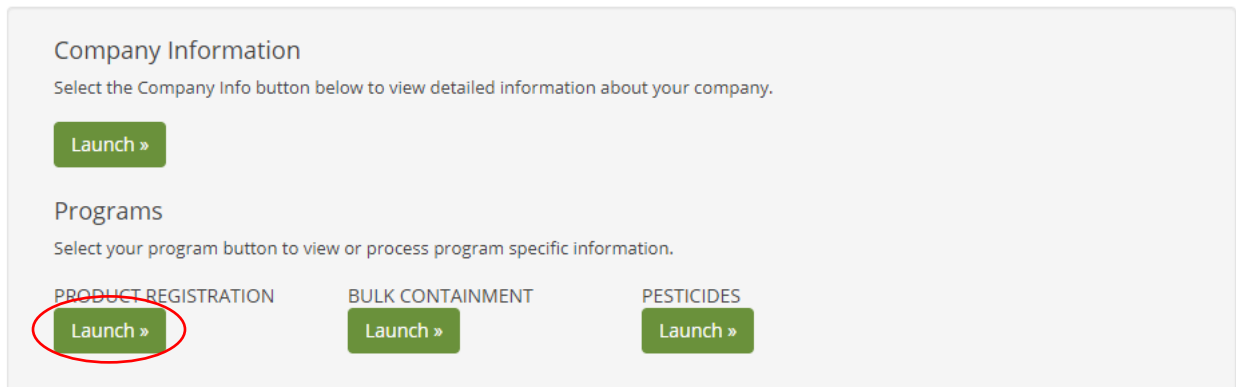 Company Information
Select the Company Info button below to view detailed information about your company.
Launch »
Programs
Select your program button to view or process program specific information.
PRODUCT REGISTRATION BULK CONTAINMENT PESTICIDES
Launch » Launch » Launch »